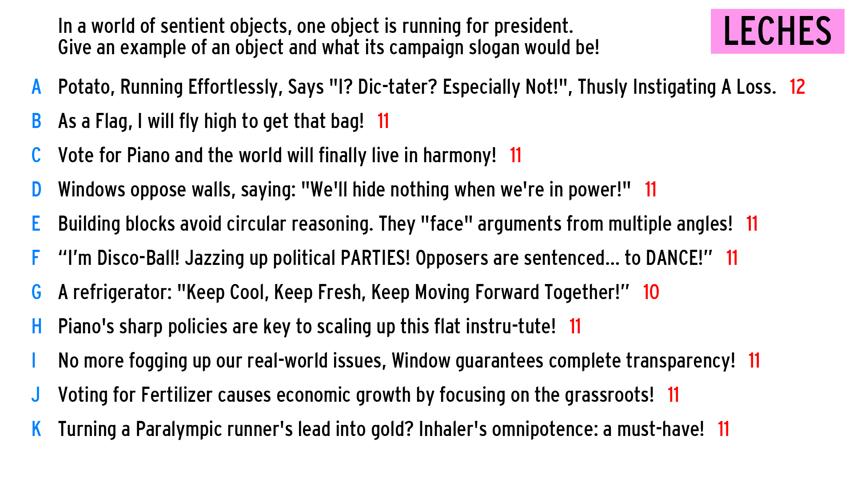 In a world of sentient objects, one object is running for president.
Give an example of an object and what its campaign slogan would be!
LECHES
A Potato, Running Effortlessly, Says "I? Dic-tater? Especially Not!", Thusly Instigating A Loss. 12
B As a Flag, I will fly high to get that bag! 11
C Vote for Piano and the world will finally live in harmony! 11
D Windows oppose walls, saying: "We'll hide nothing when we're in power!" 11
E Building blocks avoid circular reasoning. They "face" arguments from multiple angles! 11
F “I’m Disco-Ball! Jazzing up political PARTIES! Opposers are sentenced... to DANCE!” 11
G A refrigerator: "Keep Cool, Keep Fresh, Keep Moving Forward Together!” 10
H Piano's sharp policies are key to scaling up this flat instru-tute! 11
I No more fogging up our real-world issues, Window guarantees complete transparency! 11
J Voting for Fertilizer causes economic growth by focusing on the grassroots! 11
K Turning a Paralympic runner's lead into gold? Inhaler's omnipotence: a must-have! 11